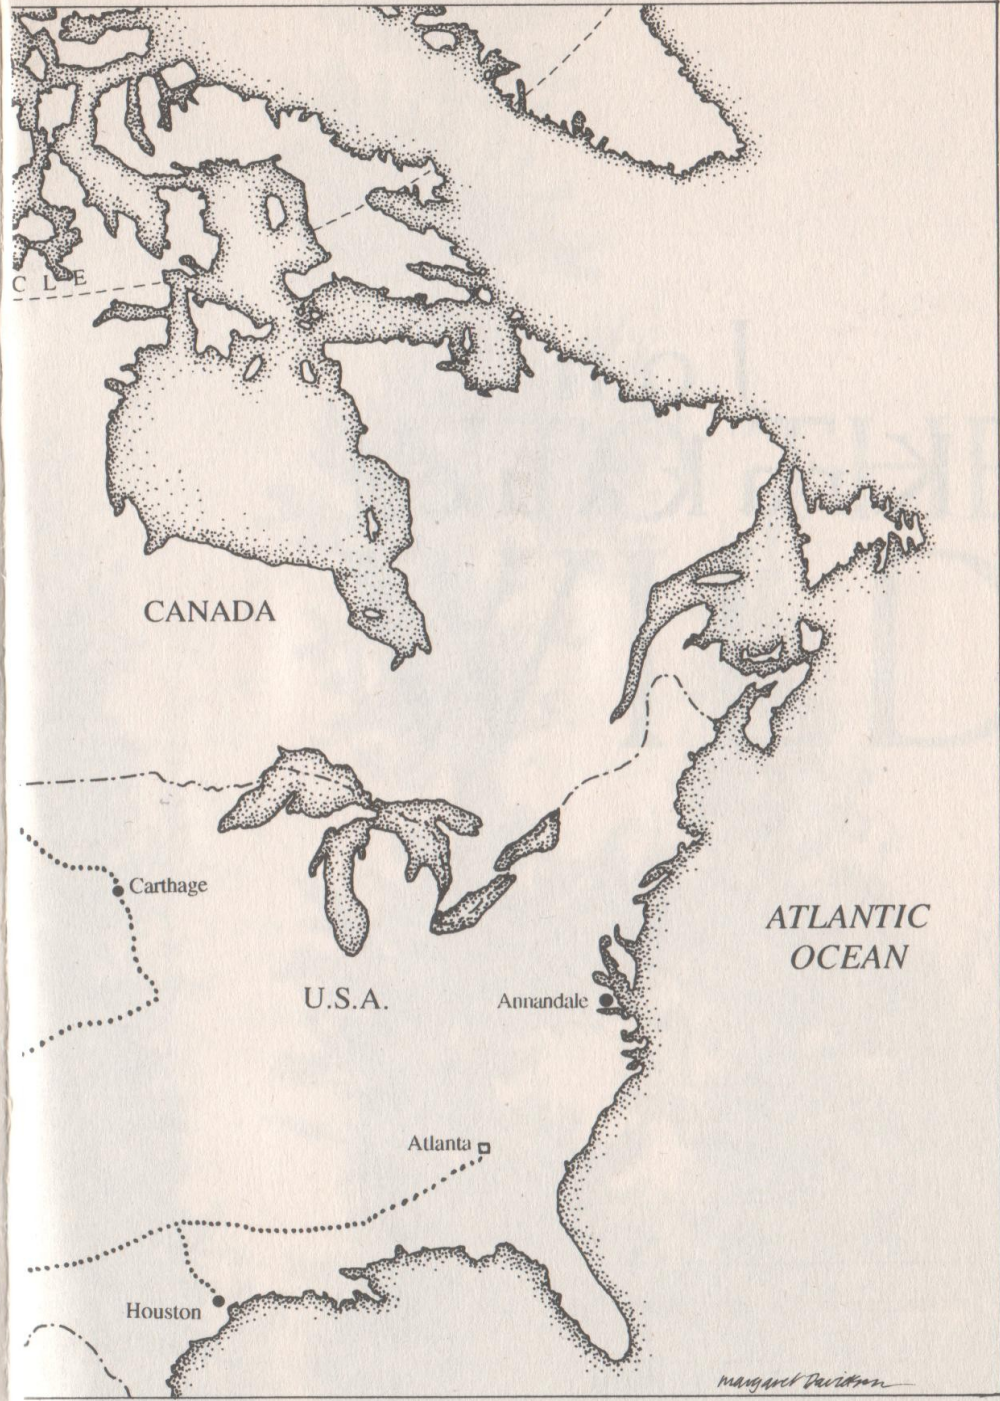 C L E
CANADA
Carthage
ATLANTIC
OCEAN
U.S.A.
Annandale
Atlanta
Houston
Margaret Davidson